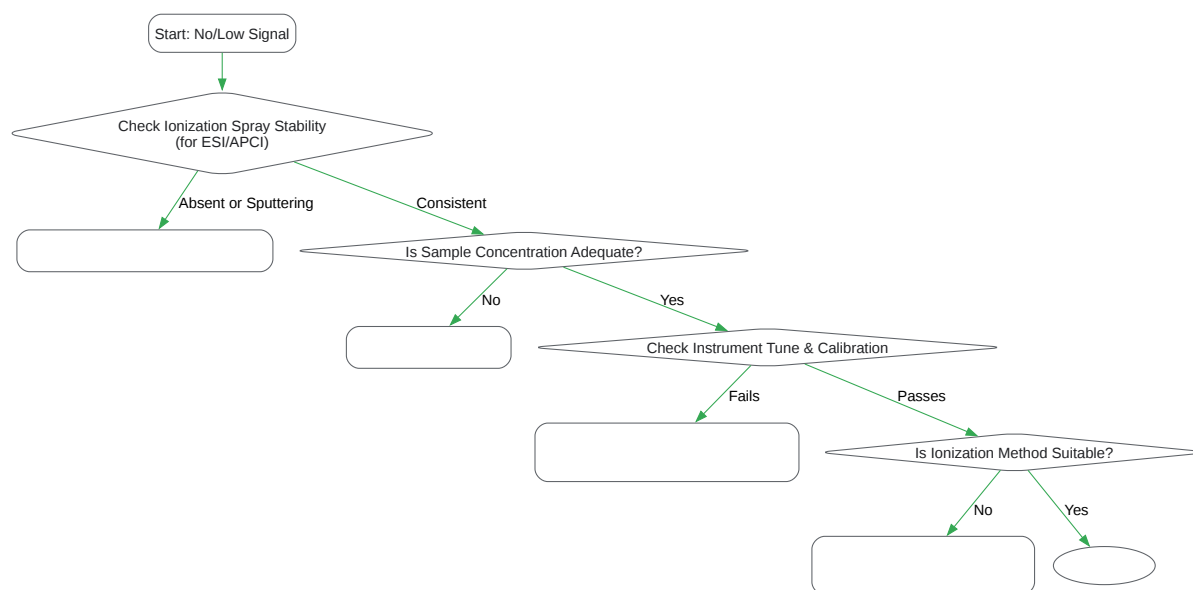 Start: No/Low Signal
Check Ionization Spray Stability
(for ESI/APCI)
Absent or Sputtering
Consistent
Is Sample Concentration Adequate?
No
Yes
Check Instrument Tune & Calibration
Fails
Passes
Is Ionization Method Suitable?
No
Yes